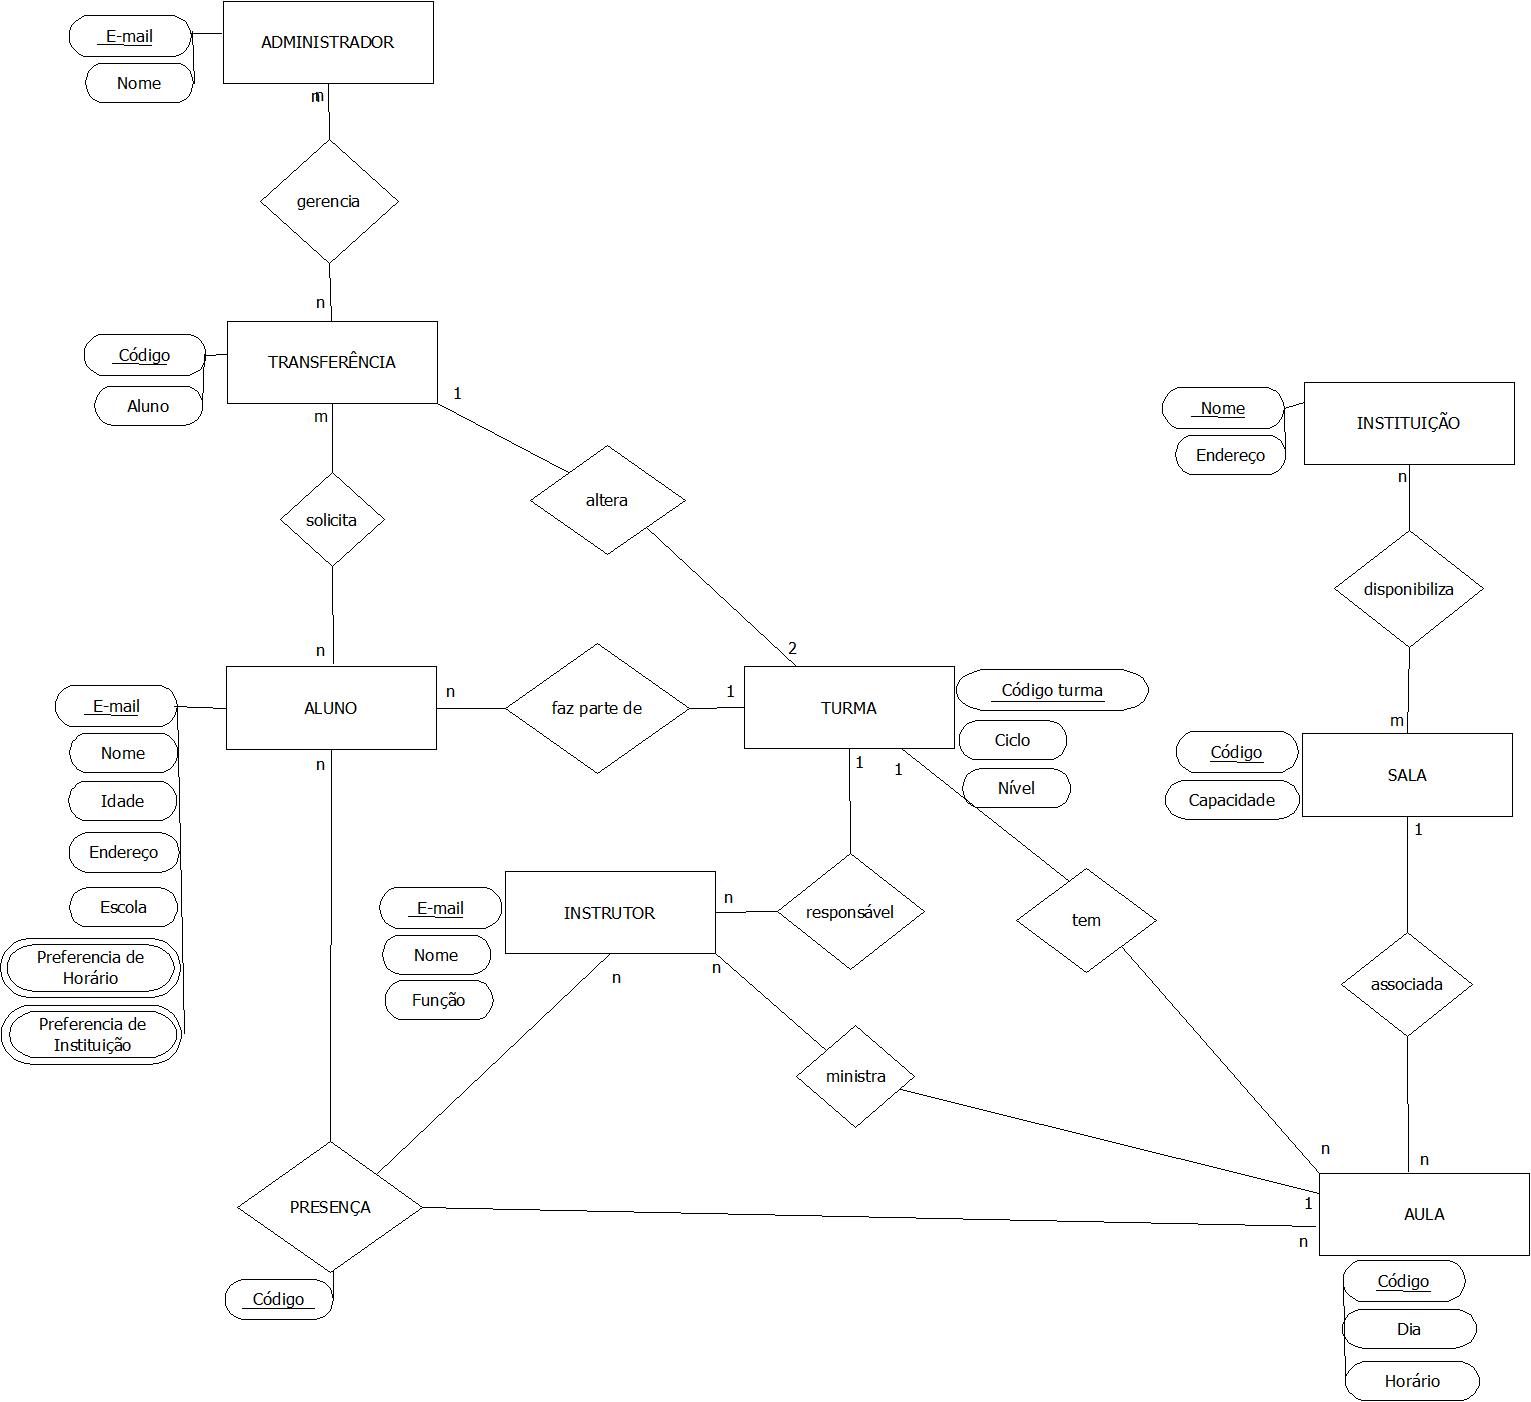 E-mail
ADMINISTRADOR
Nome
n
n
gerencia
n
Código
TRANSFERÊNCIA
Aluno
1
m
Nome
INSTITUIÇÃO
Endereço
n
altera
solicita
disponibiliza
n
2
E-mail
ALUNO
n
faz parte de
1
TURMA
Código turma
m
Ciclo
Nome
Código
SALA
n
1
1
Nível
Idade
Capacidade
1
Endereço
n
E-mail
INSTRUTOR
responsável
tem
Escola
Nome
Preferencia de
Horário
n
n
associada
Função
Preferencia de
Instituição
ministra
n
n
1
PRESENÇA
AULA
n
Código
Código
Dia
Horário